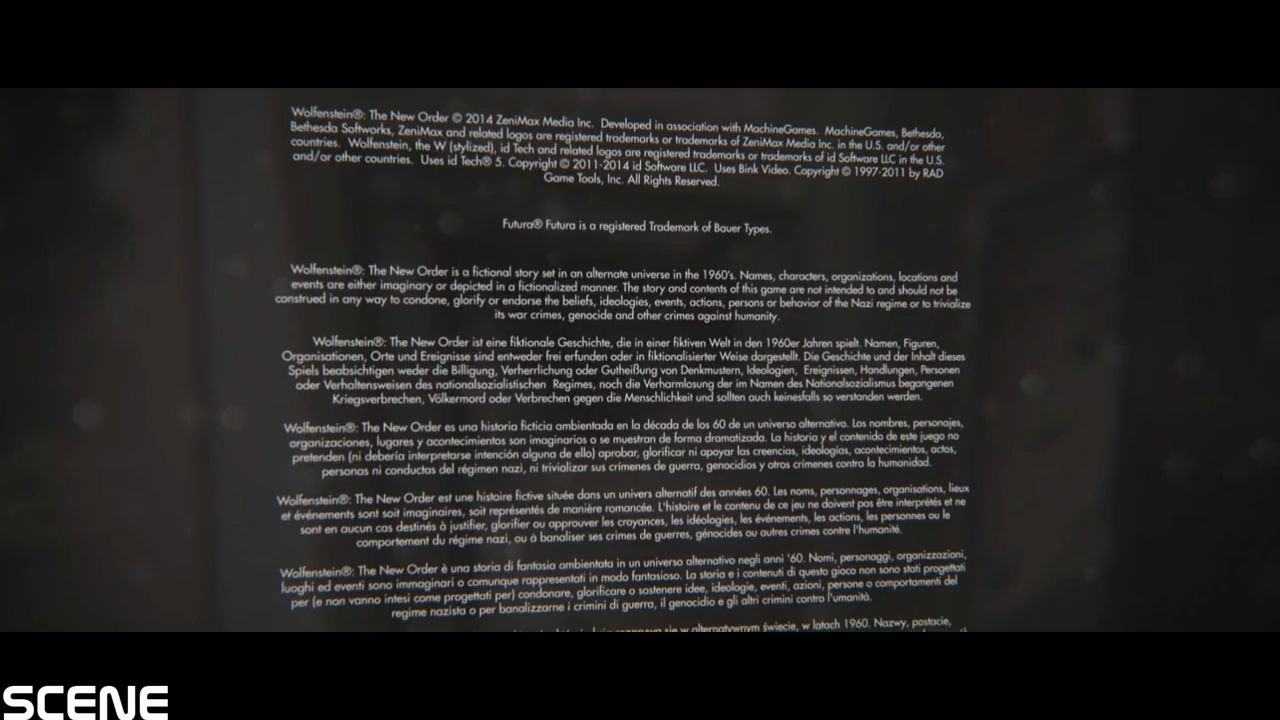 Wolfenstein®: The New Order © 2014 ZeniMax Media Inc. Developed in association with MachineGames. MachineGames, Bethesda,
Bethesda Softworks, ZeniMax and related logos are registered trademarks or trademarks of ZeniMax Media Inc. in the U.S. and/or other
countries. Wolfenstein, the W (stylized), id Tech and related logos are registered trademarks or trademarks of id Software LLC in the U.S.
and/or other countries. Uses id Tech® 5. Copyright © 2011-2014 id Software LLC. Uses Bink Video. Copyright © 1997-2011 by RAD
Game Tools, Inc. All Rights Reserved.
Futura® Futura is a registered Trademark of Bauer Types.
Wolfenstein®: The New Order is a fictional story set in an alternate universe in the 1960's. Names, characters, organizations, locations and
events are either imaginary or depicted in a fictionalized manner. The story and contents of this game are not intended to and should not be
construed in any way to condone, glorify or endorse the beliefs, ideologies, events, actions, persons or behavior of the Nazi regime or to trivialize
its war crimes, genocide and other crimes against humanity.
Wolfenstein®: The New Order ist eine fiktionale Geschichte, die in einer fiktiven Welt in den 1960er Jahren spielt. Namen, Figuren,
Organisationen, Orte und Ereignisse sind entweder frei erfunden oder in fiktionalisierter Weise dargestellt. Die Geschichte und der Inhalt dieses
Spiels beabsichtigen weder die Billigung, Verherrlichung oder Gutheißung von Denkmustern, Ideologien, Ereignissen, Handlungen, Personen
oder Verhaltensweisen des nationalsozialistischen Regimes, noch die Verharmlosung der im Namen des Nationalsozialismus begangenen
Kriegsverbrechen, Völkermord oder Verbrechen gegen die Menschlichkeit und sollten auch keinesfalls so verstanden werden.
Wolfenstein®: The New Order es una historia ficticia ambientada en la década de los 60 de un universo alternativo. Los nombres, personajes,
organizaciones, lugares y acontecimientos son imaginarios o se muestran de forma dramatizada. La historia y el contenido de este juego no
pretenden (ni debería interpretarse intención alguna de ello) aprobar, glorificar ni apoyar las creencias, ideologías, acontecimientos, actos,
personas ni conductas del régimen nazi, ni trivializar sus crímenes de guerra, genocidios y otros crímenes contra la humanidad.
Wolfenstein®: The New Order est une histoire fictive située dans un univers alternatif des années 60. Les noms, personnages, organisations, lieux
et événements sont soit imaginaires, soit représentés de manière romancée. L'histoire et le contenu de ce jeu ne doivent pas être interprétés et ne
sont en aucun cas destinés à justifier, glorifier ou approuver les croyances, les idéologies, les événements, les actions, les personnes ou le
comportement du régime nazi, ou à banaliser ses crimes de guerres, génocides ou autres crimes contre l'humanité.
Wolfenstein®: The New Order è una storia di fantasia ambientata in un universo alternativo negli anni '60. Nomi, personaggi, organizzazioni,
luoghi ed eventi sono immaginari o comunque rappresentati in modo fantasioso. La storia e i contenuti di questo gioco non sono stati progettati
per (e non vanno intesi come progettati per) condonare, glorificare o sostenere idee, ideologie, eventi, azioni, persone o comportamenti del
regime nazista o per banalizzarne i crimini di guerra, il genocidio e gli altri crimini contro l'umanità.
się w alternatywnym świecie, w latach 1960. Nazwy, postacie,
SCENE